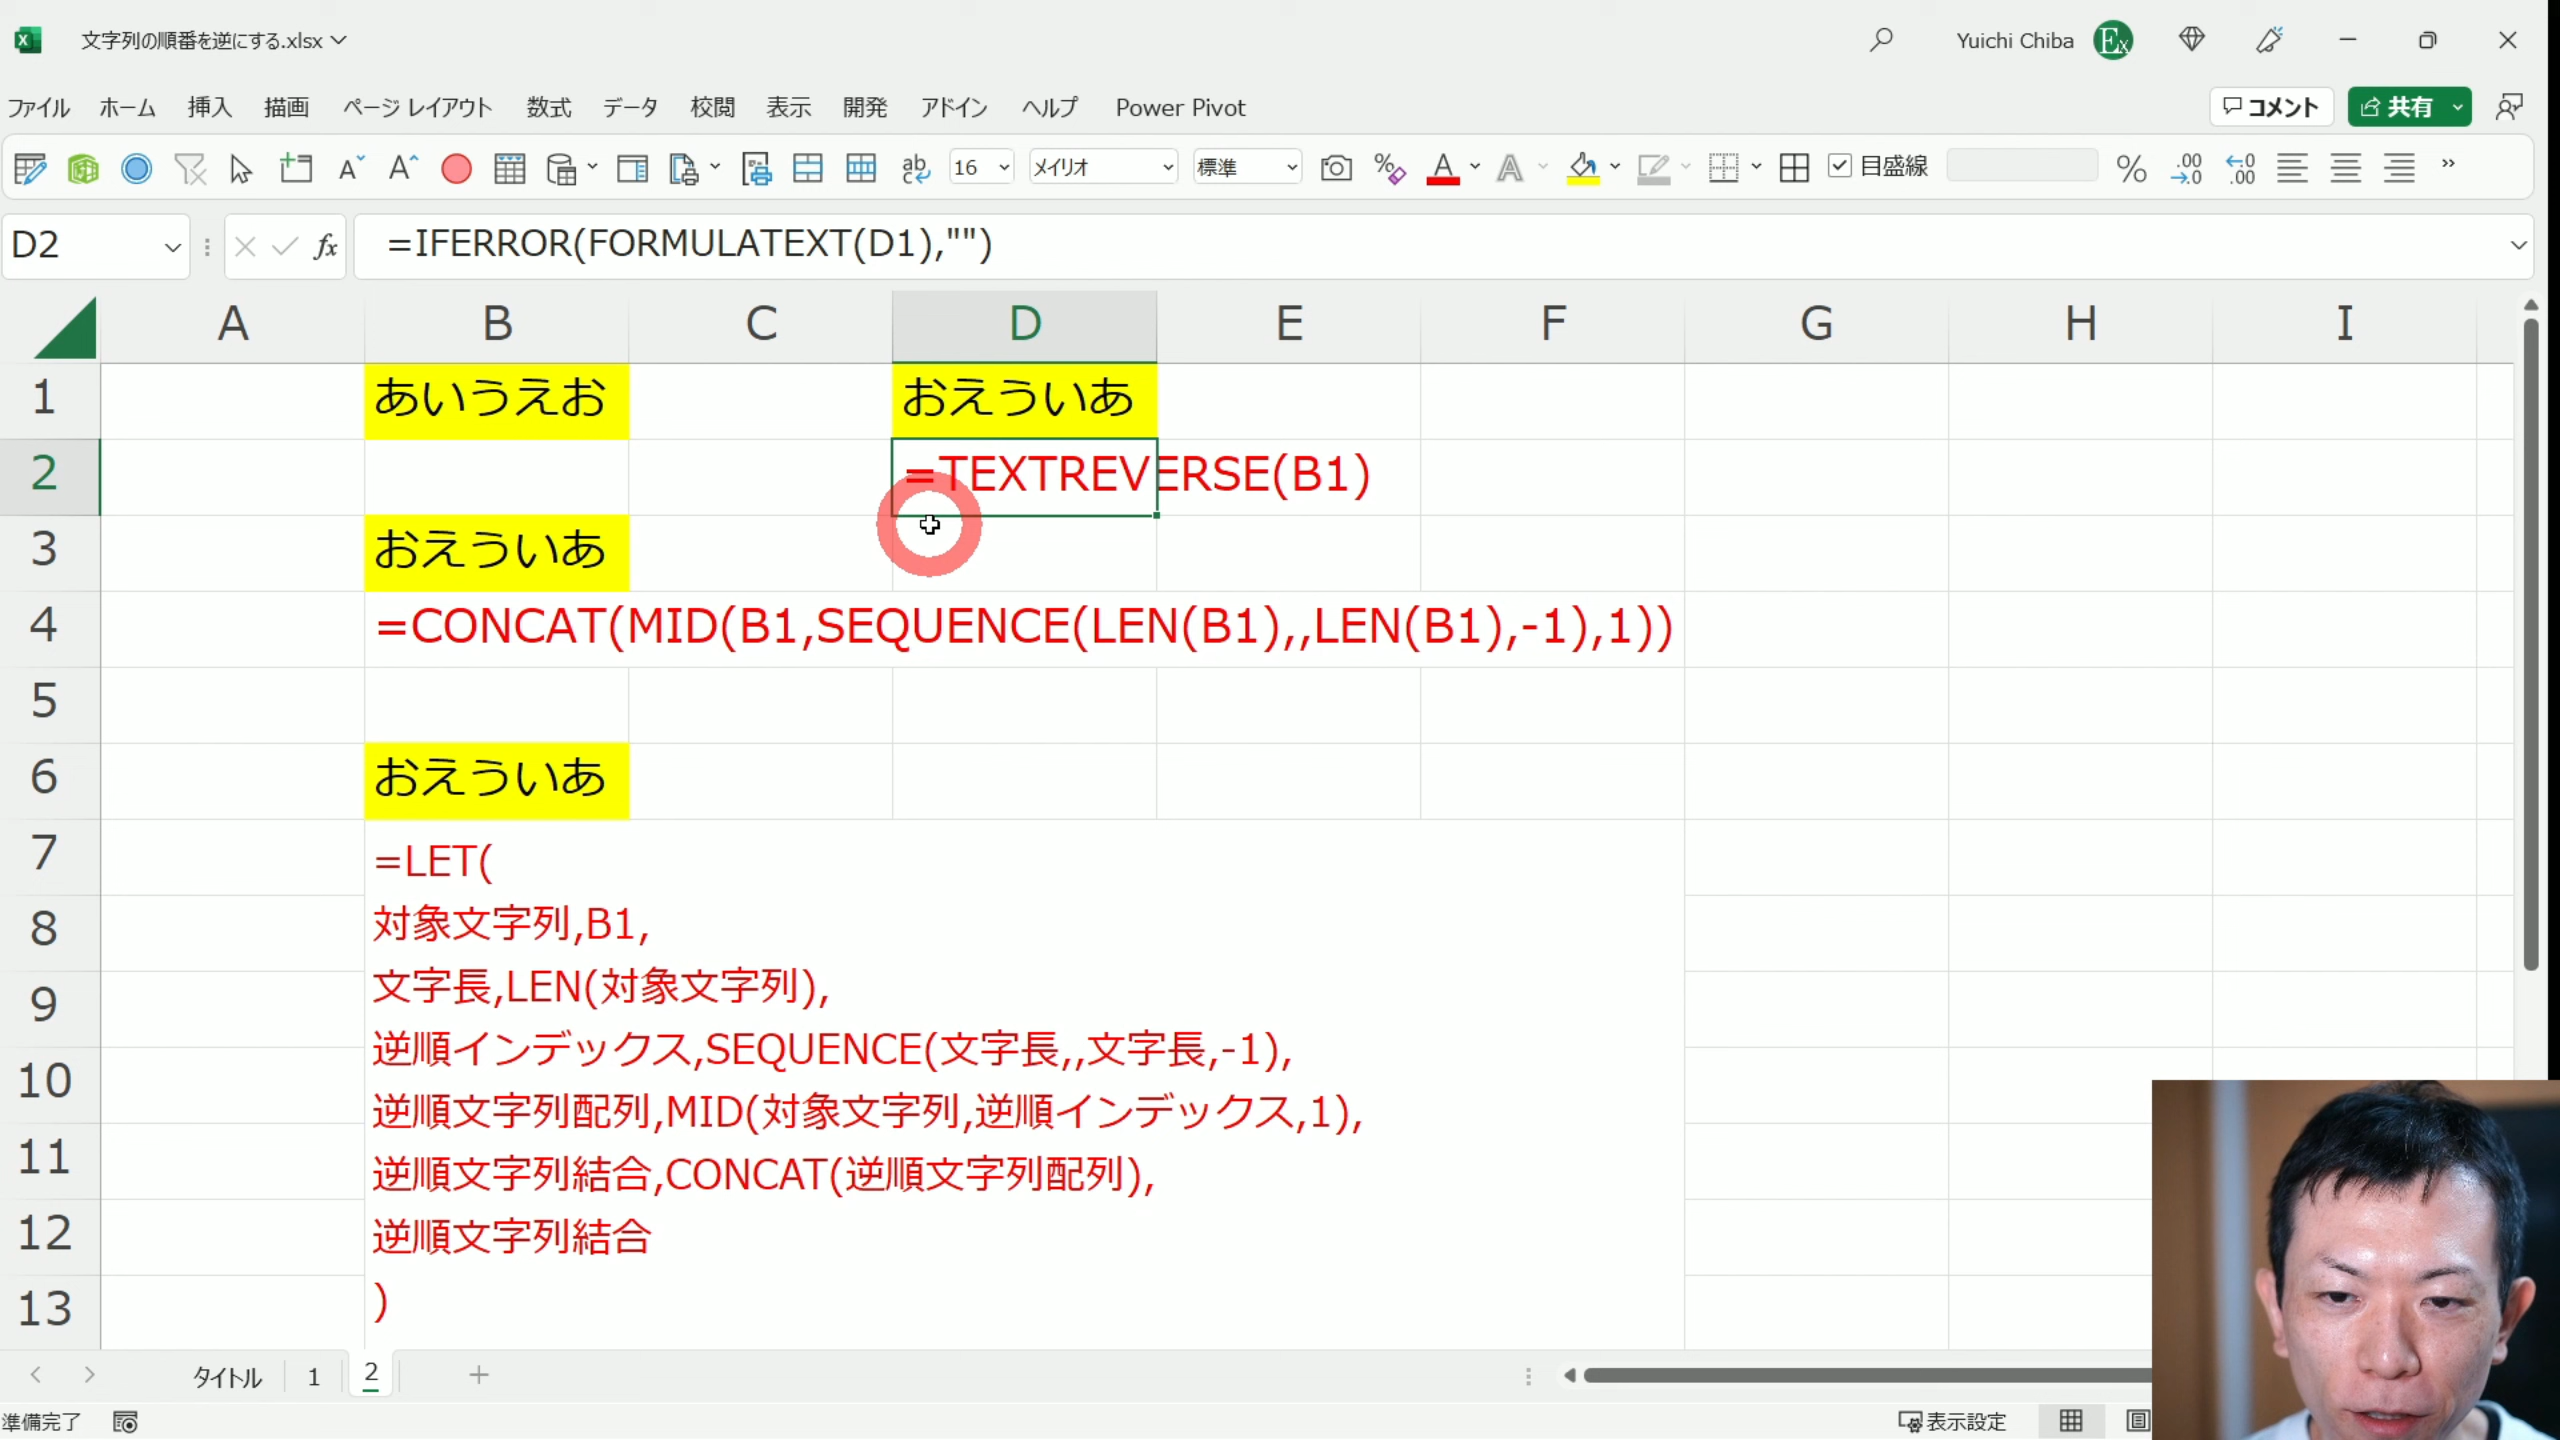 文字列の順番を逆にする.xlsx
Yuichi Chiba
ファイル ホーム 挿入 描画 ページ レイアウト 数式 データ 校閲 表示 開発 アドイン ヘルプ Power Pivot
コメント 共有
16 メイリオ 標準 目盛線
D2 =IFERROR(FORMULATEXT(D1),"")
A B C D E F G H I
1 あいうえお おえういあ
2 =TEXTREVERSE(B1)
3 おえういあ
4 =CONCAT(MID(B1,SEQUENCE(LEN(B1),,LEN(B1),-1),1))
5
6 おえういあ
7 =LET(
8 対象文字列,B1,
9 文字長,LEN(対象文字列),
逆順インデックス,SEQUENCE(文字長,,文字長,-1),
10 逆順文字列配列,MID(対象文字列,逆順インデックス,1),
11 逆順文字列結合,CONCAT(逆順文字列配列),
12 逆順文字列結合
13 )
タイトル 1 2
準備完了 表示設定